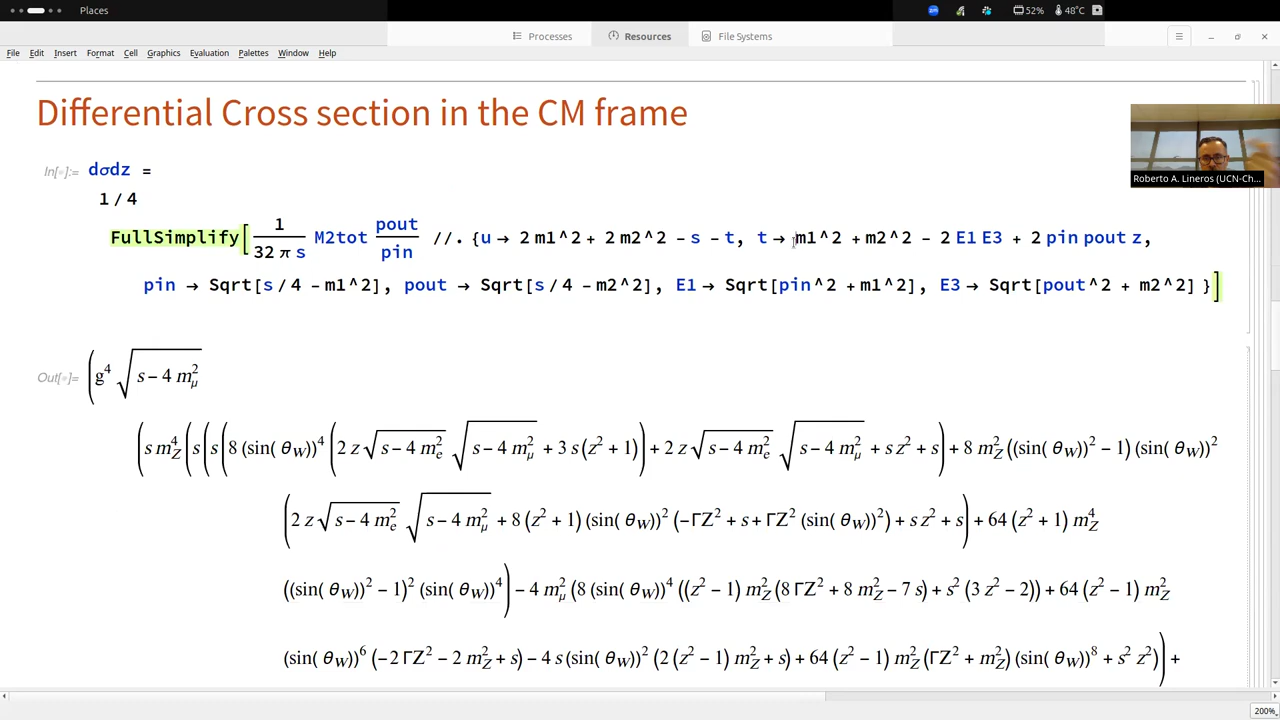 Places
52%
48°C
Processes
Resources
File Systems
File Edit Insert Format Cell Graphics Evaluation Palettes Window Help
Differential Cross section in the CM frame
Roberto A. Lineros (UCN-Ch...
In[◦]:= dσdz =
1 / 4
FullSimplify[ 1/(32 π s) M2tot pout/pin //. {u → 2 m1^2 + 2 m2^2 - s - t, t → m1^2 + m2^2 - 2 E1 E3 + 2 pin pout z,
pin → Sqrt[s / 4 - m1^2], pout → Sqrt[s / 4 - m2^2], E1 → Sqrt[pin^2 + m1^2], E3 → Sqrt[pout^2 + m2^2] }]
Out[◦]= (g⁴ √(s – 4 m_μ²)
(s m_Z⁴ (s (s (8 (sin( θ_W))⁴ (2 z √(s – 4 m_e²) √(s – 4 m_μ²) + 3 s (z² + 1)) + 2 z √(s – 4 m_e²) √(s – 4 m_μ²) + s z² + s) + 8 m_Z² ((sin( θ_W))² – 1) (sin( θ_W))²
(2 z √(s – 4 m_e²) √(s – 4 m_μ²) + 8 (z² + 1) (sin( θ_W))² (–ΓZ² + s + ΓZ² (sin( θ_W))²) + s z² + s) + 64 (z² + 1) m_Z⁴
((sin( θ_W))² – 1)² (sin( θ_W))⁴) – 4 m_μ² (8 (sin( θ_W))⁴ ((z² – 1) m_Z² (8 ΓZ² + 8 m_Z² – 7 s) + s² (3 z² – 2)) + 64 (z² – 1) m_Z²
(sin( θ_W))⁶ (–2 ΓZ² – 2 m_Z² + s) – 4 s (sin( θ_W))² (2 (z² – 1) m_Z² + s) + 64 (z² – 1) m_Z² (ΓZ² + m_Z²) (sin( θ_W))⁸ + s² z²)) +
200%